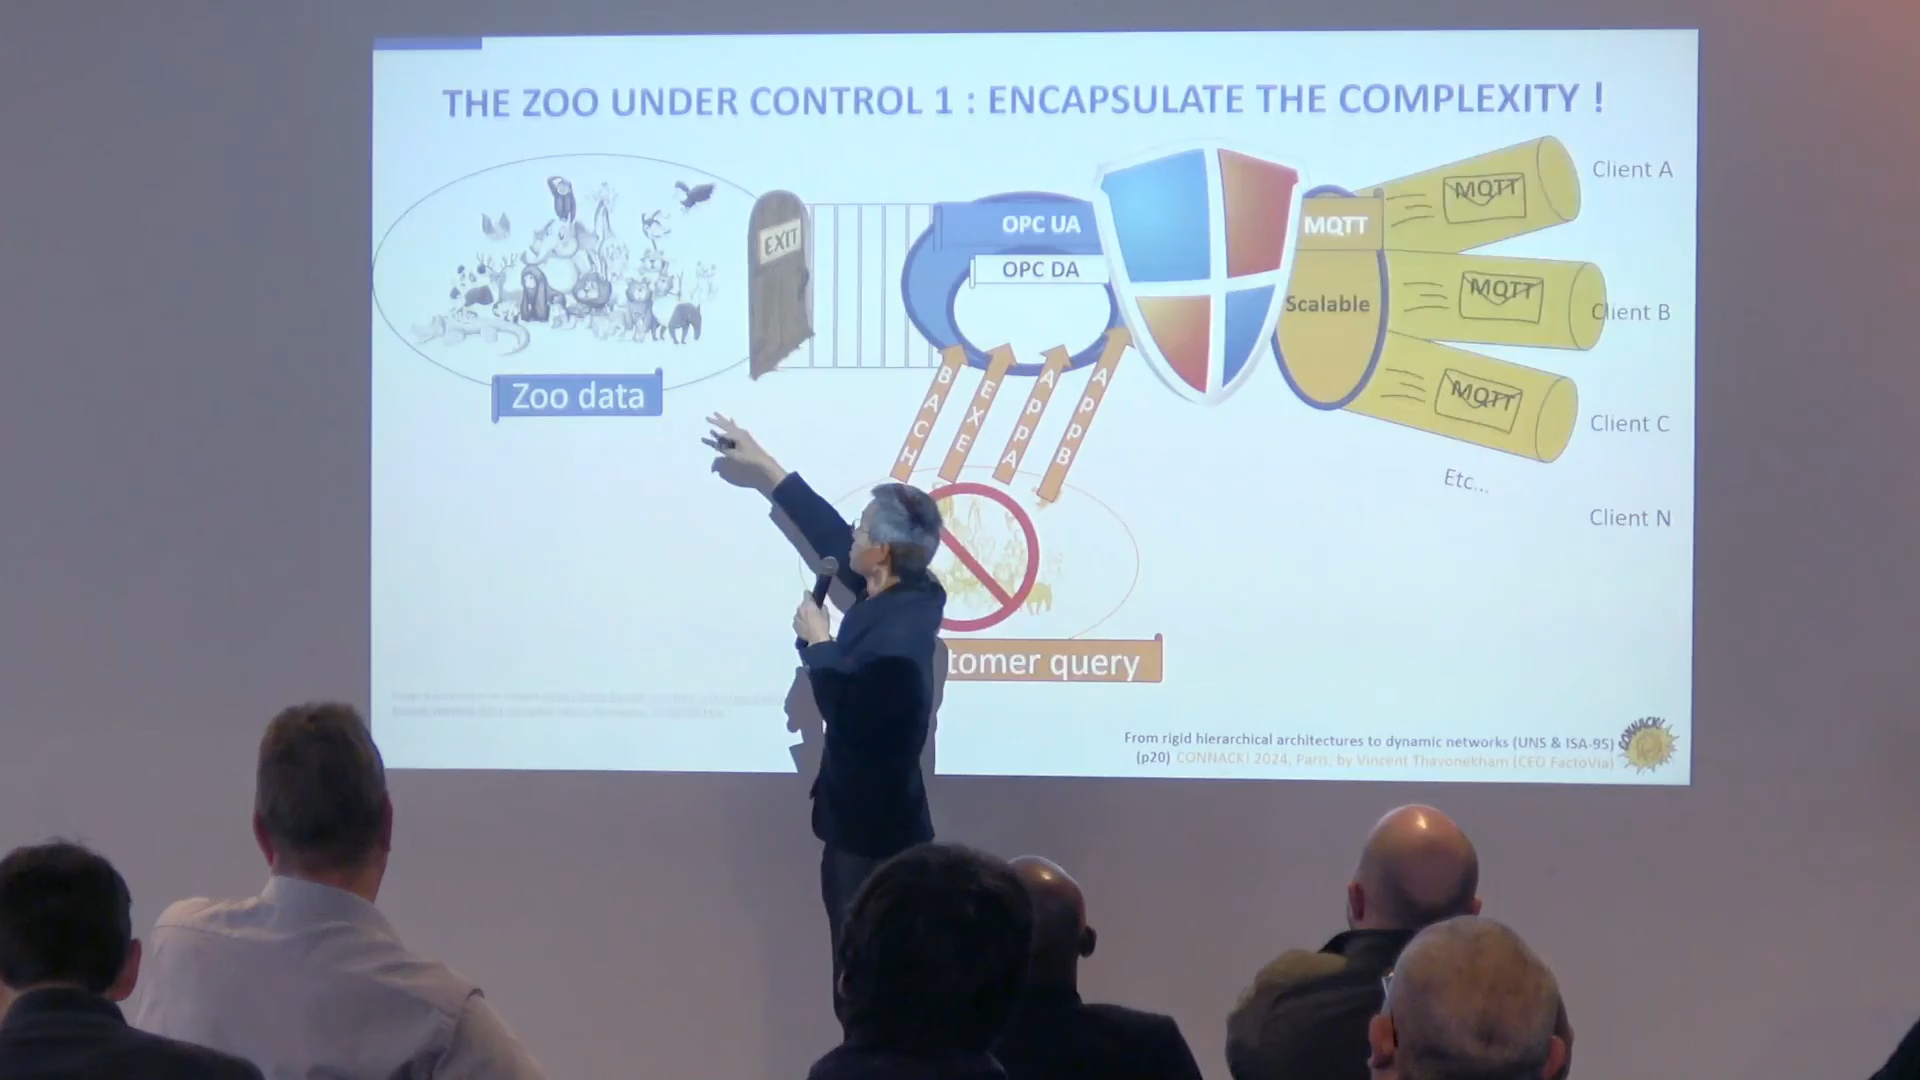 THE ZOO UNDER CONTROL 1 : ENCAPSULATE THE COMPLEXITY !
Client A
MQTT
EXIT
OPC UA
MQTT
OPC DA
Scalable
MQTT
Client B
Zoo data
BACH
EXE
AppA
AppB
MQTT
Client C
Etc...
Client N
tomer query
From rigid hierarchical architectures to dynamic networks (UNS & ISA-95)
(p20) CONNACK! 2024, Paris, by Vincent Thavonekham (CEO FactoVia)
CONNACK!